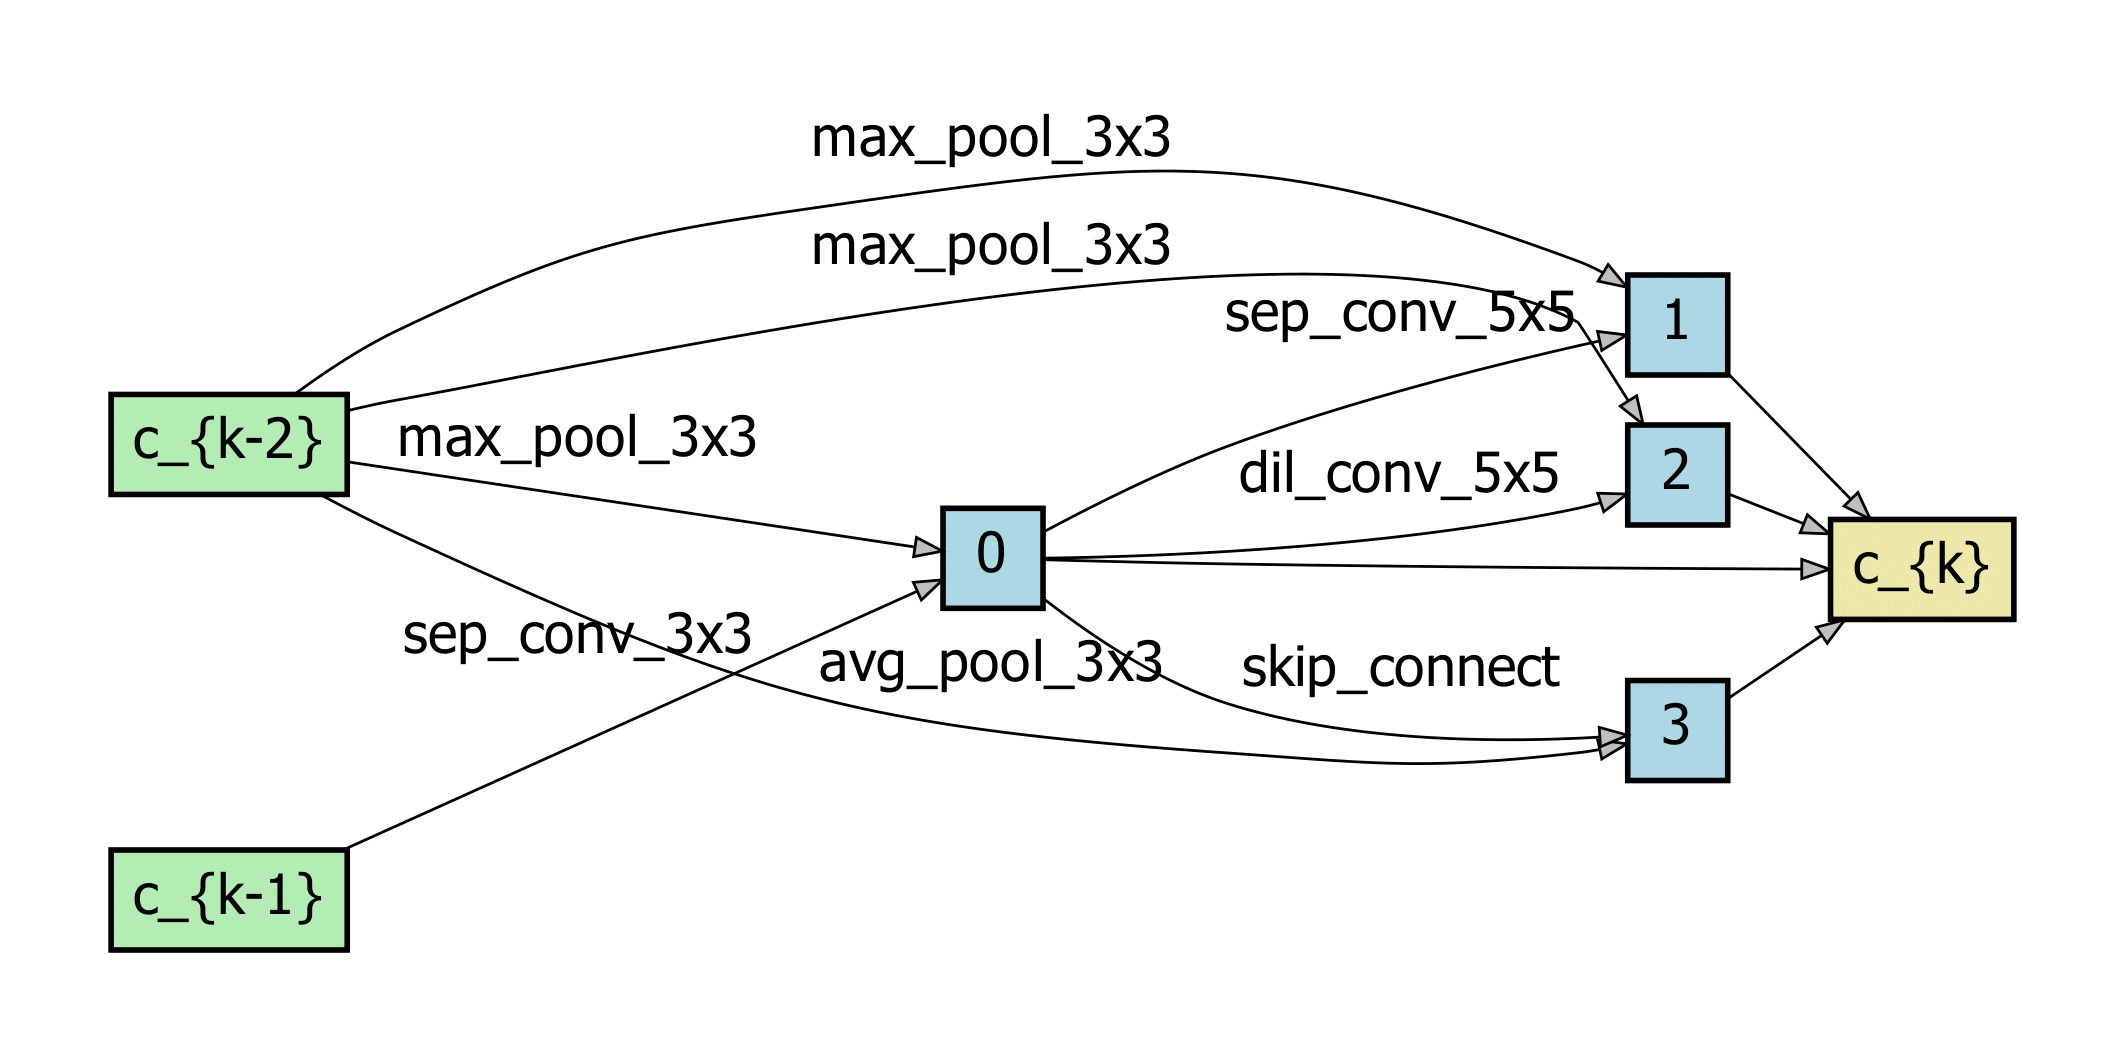 max_pool_3x3
max_pool_3x3
sep_conv_5x5
1
c_{k-2}
max_pool_3x3
dil_conv_5x5
2
0
c_{k}
sep_conv_3x3
avg_pool_3x3
skip_connect
3
c_{k-1}